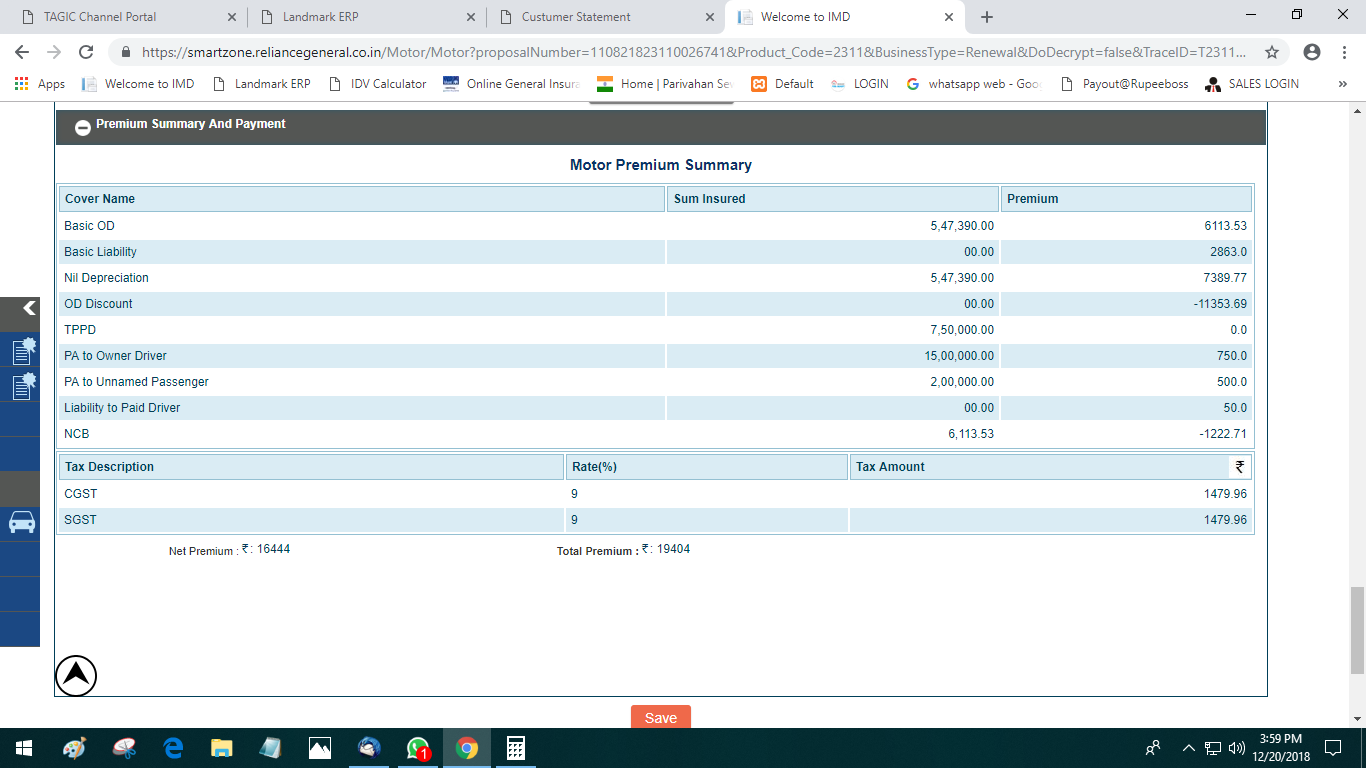 TAGIC Channel Portal
Landmark ERP
Custumer Statement
Welcome to IMD
https://smartzone.reliancegeneral.co.in/Motor/Motor?proposalNumber=110821823110026741&Product_Code=2311&BusinessType=Renewal&DoDecrypt=false&TraceID=T2311...
Apps Welcome to IMD Landmark ERP IDV Calculator Online General Insura Home | Parivahan Se Default LOGIN whatsapp web - Goo Payout@Rupeeboss SALES LOGIN »
Premium Summary And Payment
Motor Premium Summary
Cover Name Sum Insured Premium
Basic OD 5,47,390.00 6113.53
Basic Liability 00.00 2863.0
Nil Depreciation 5,47,390.00 7389.77
OD Discount 00.00 -11353.69
TPPD 7,50,000.00 0.0
PA to Owner Driver 15,00,000.00 750.0
PA to Unnamed Passenger 2,00,000.00 500.0
Liability to Paid Driver 00.00 50.0
NCB 6,113.53 -1222.71
Tax Description Rate(%) Tax Amount ₹
CGST 9 1479.96
SGST 9 1479.96
Net Premium : ₹: 16444 Total Premium : ₹: 19404
Save
1
3:59 PM
12/20/2018